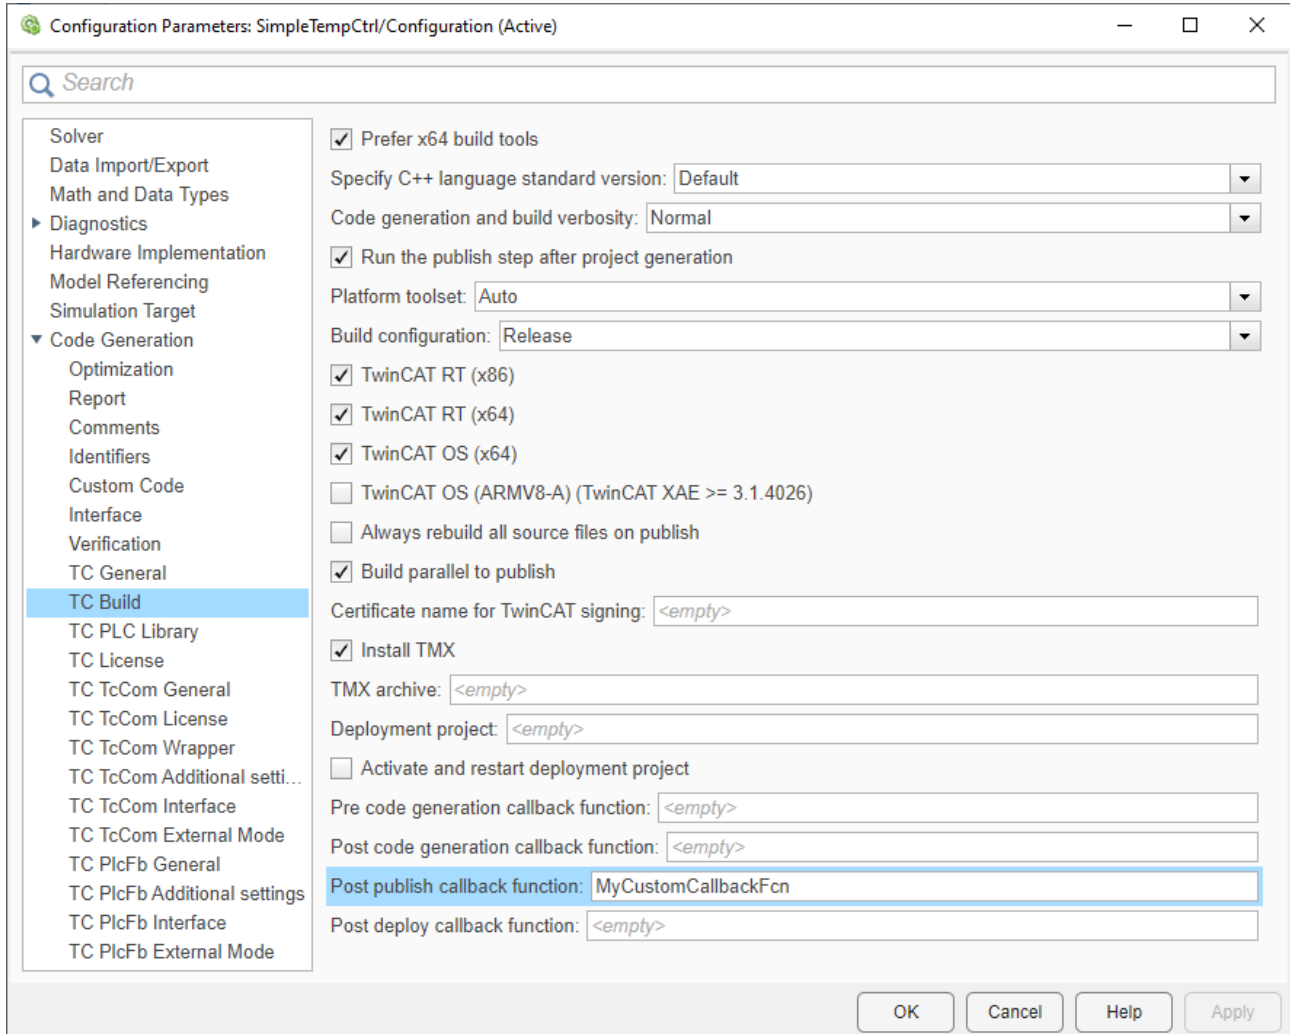 Configuration Parameters: SimpleTempCtrl/Configuration (Active)
Search
Solver
Data Import/Export
Math and Data Types
Diagnostics
Hardware Implementation
Model Referencing
Simulation Target
Code Generation
Optimization
Report
Comments
Identifiers
Custom Code
Interface
Verification
TC General
TC Build
TC PLC Library
TC License
TC TcCom General
TC TcCom License
TC TcCom Wrapper
TC TcCom Additional setti...
TC TcCom Interface
TC TcCom External Mode
TC PlcFb General
TC PlcFb Additional settings
TC PlcFb Interface
TC PlcFb External Mode
Prefer x64 build tools
Specify C++ language standard version: Default
Code generation and build verbosity: Normal
Run the publish step after project generation
Platform toolset: Auto
Build configuration: Release
TwinCAT RT (x86)
TwinCAT RT (x64)
TwinCAT OS (x64)
TwinCAT OS (ARMV8-A) (TwinCAT XAE >= 3.1.4026)
Always rebuild all source files on publish
Build parallel to publish
Certificate name for TwinCAT signing: <empty>
Install TMX
TMX archive: <empty>
Deployment project: <empty>
Activate and restart deployment project
Pre code generation callback function: <empty>
Post code generation callback function: <empty>
Post publish callback function: MyCustomCallbackFcn
Post deploy callback function: <empty>
OK Cancel Help Apply